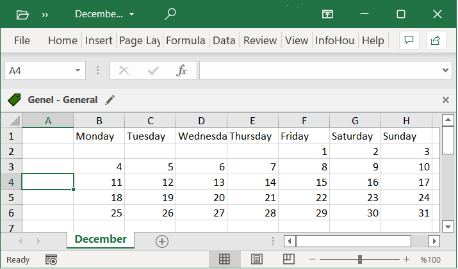 Decembe...
File Home Insert Page Lay Formula Data Review View InfoHou Help
A4 fx
Genel - General
A B C D E F G H
1 Monday Tuesday Wednesda Thursday Friday Saturday Sunday
2 1 2 3
3 4 5 6 7 8 9 10
4 11 12 13 14 15 16 17
5 18 19 20 21 22 23 24
6 25 26 27 28 29 30 31
7
December
Ready %100